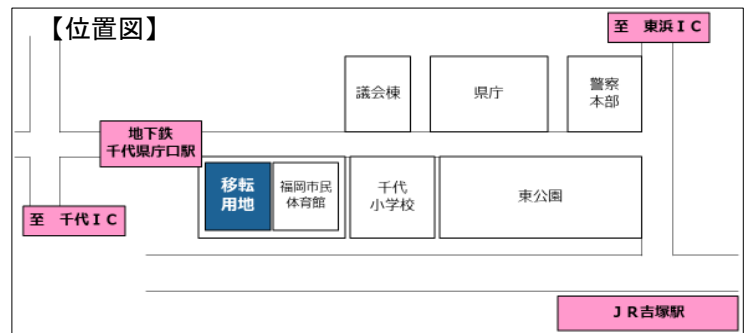 【位置図】
至　東浜ＩＣ
議会棟
県庁
警察
本部
地下鉄
千代県庁口駅
移転
用地
福岡市民
体育館
千代
小学校
東公園
至　千代ＩＣ
ＪＲ吉塚駅